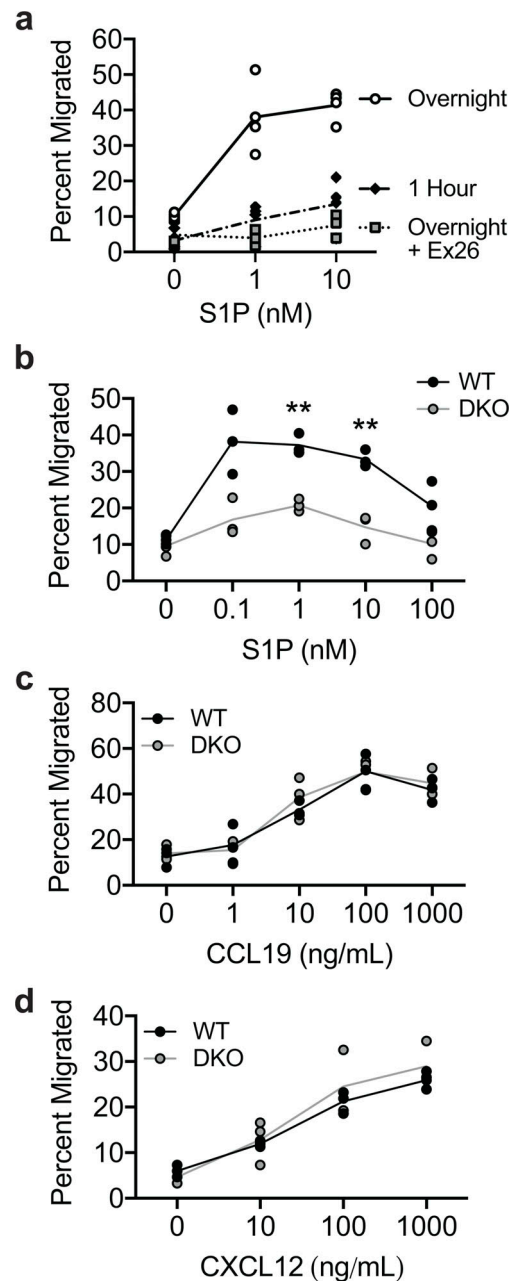 a
Percent Migrated
60
50
40
30
20
10
0
0 1 10
S1P (nM)
Overnight
1 Hour
Overnight
+ Ex26
b
Percent Migrated
50
40
30
20
10
0
** **
WT
DKO
0 0.1 1 10 100
S1P (nM)
c
Percent Migrated
80
60
40
20
0
WT
DKO
0 1 10 100 1000
CCL19 (ng/mL)
d
Percent Migrated
40
30
20
10
0
WT
DKO
0 10 100 1000
CXCL12 (ng/mL)